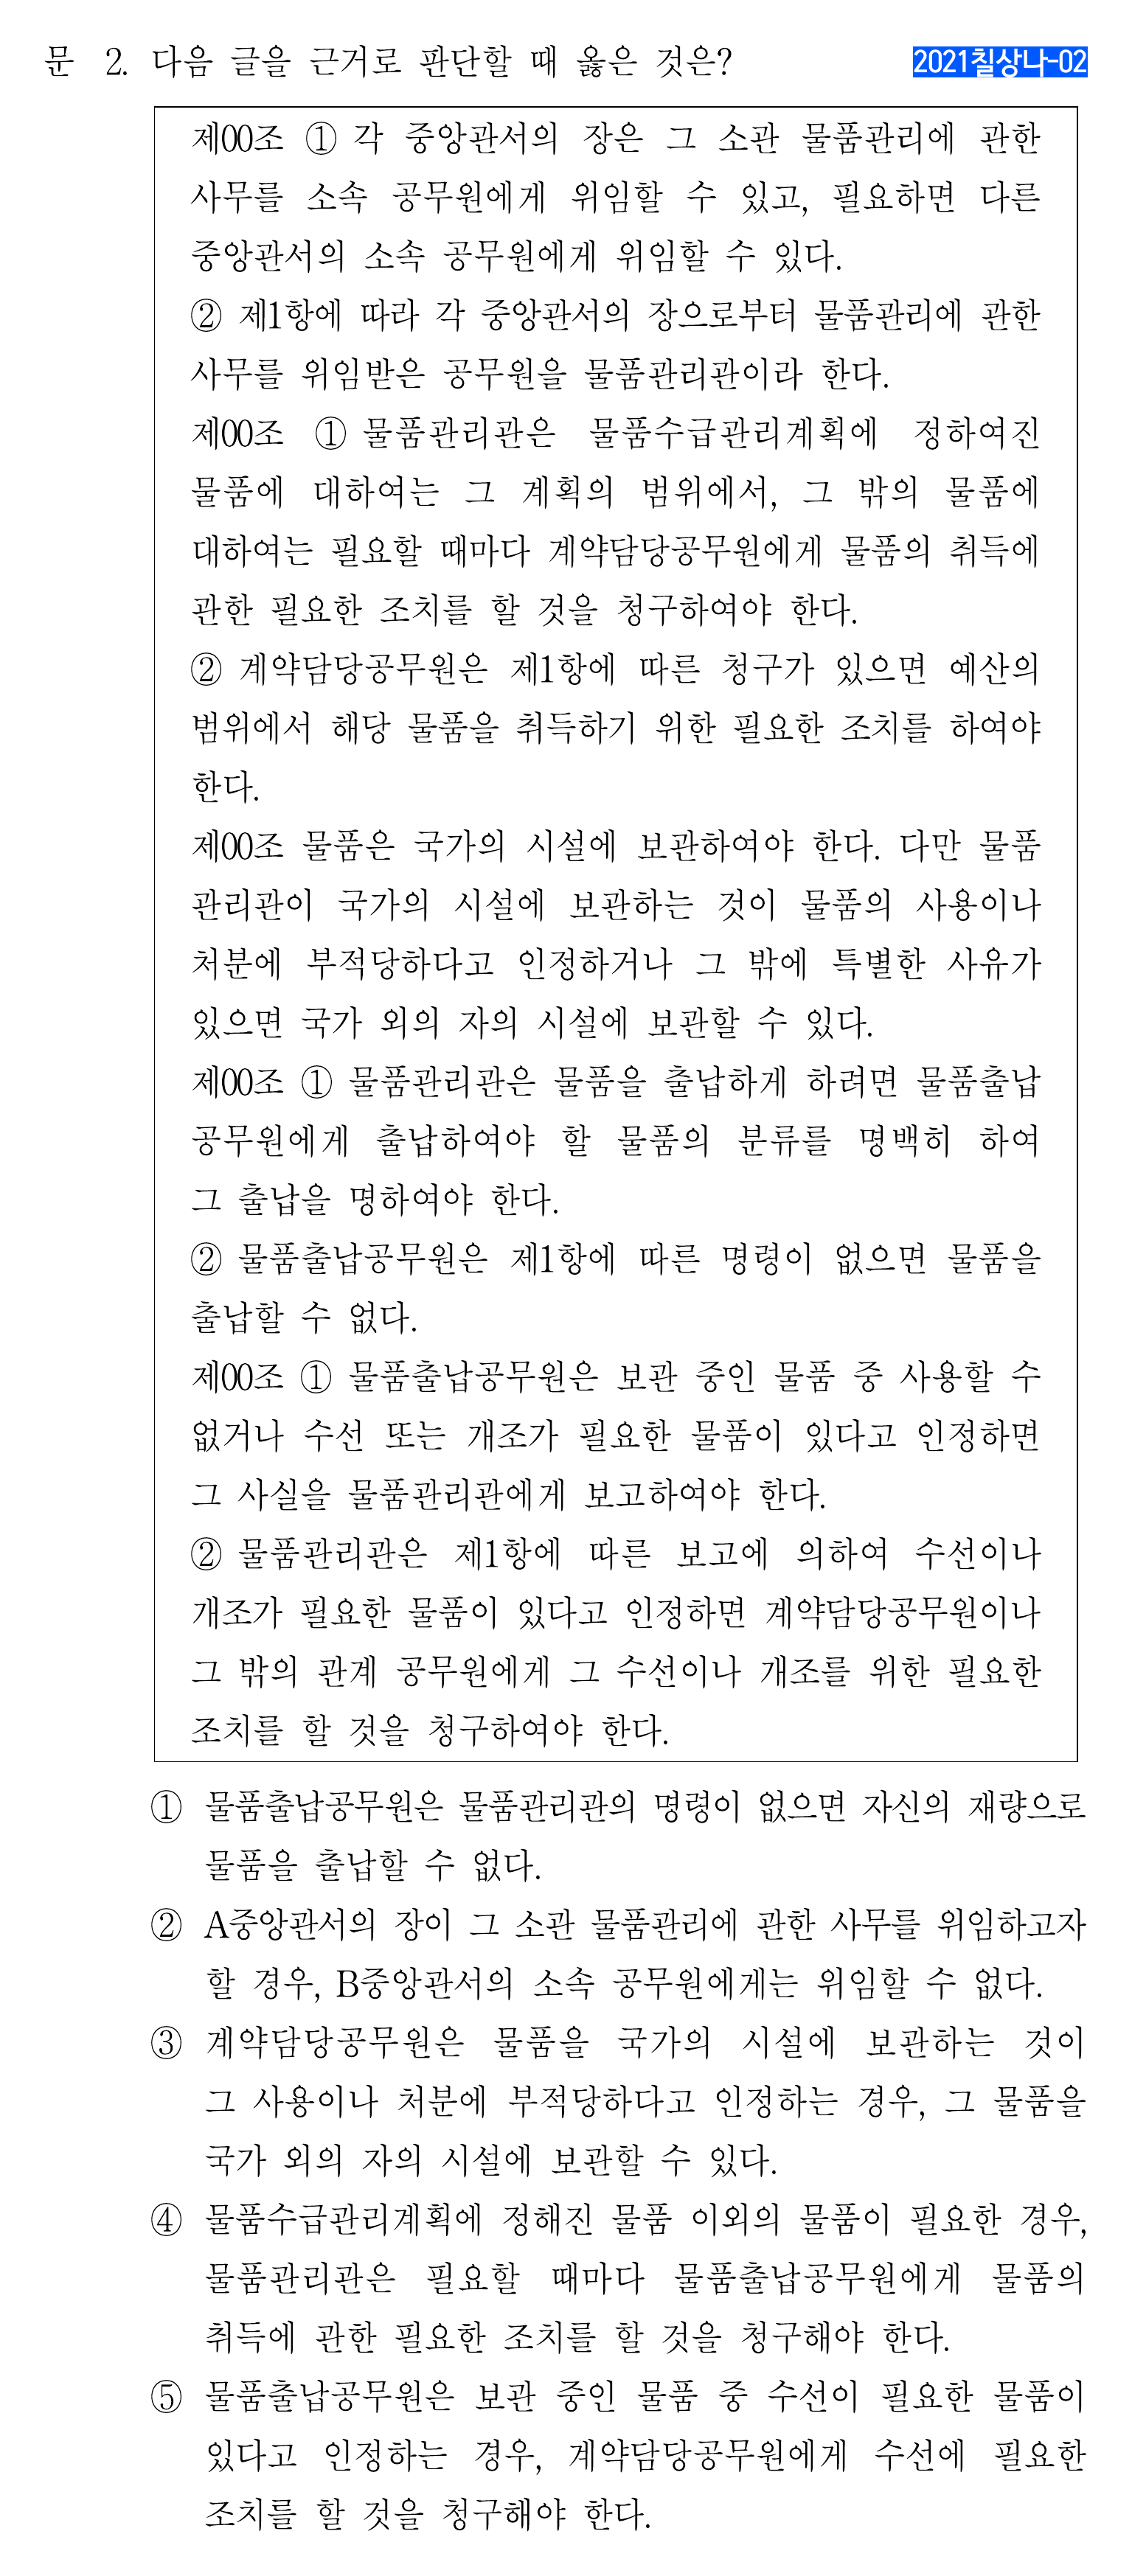 문 2. 다음 글을 근거로 판단할 때 옳은 것은? 2021칠상나-02
제00조 ① 각 중앙관서의 장은 그 소관 물품관리에 관한
사무를 소속 공무원에게 위임할 수 있고, 필요하면 다른
중앙관서의 소속 공무원에게 위임할 수 있다.
② 제1항에 따라 각 중앙관서의 장으로부터 물품관리에 관한
사무를 위임받은 공무원을 물품관리관이라 한다.
제00조 ① 물품관리관은 물품수급관리계획에 정하여진
물품에 대하여는 그 계획의 범위에서, 그 밖의 물품에
대하여는 필요할 때마다 계약담당공무원에게 물품의 취득에
관한 필요한 조치를 할 것을 청구하여야 한다.
② 계약담당공무원은 제1항에 따른 청구가 있으면 예산의
범위에서 해당 물품을 취득하기 위한 필요한 조치를 하여야
한다.
제00조 물품은 국가의 시설에 보관하여야 한다. 다만 물품
관리관이 국가의 시설에 보관하는 것이 물품의 사용이나
처분에 부적당하다고 인정하거나 그 밖에 특별한 사유가
있으면 국가 외의 자의 시설에 보관할 수 있다.
제00조 ① 물품관리관은 물품을 출납하게 하려면 물품출납
공무원에게 출납하여야 할 물품의 분류를 명백히 하여
그 출납을 명하여야 한다.
② 물품출납공무원은 제1항에 따른 명령이 없으면 물품을
출납할 수 없다.
제00조 ① 물품출납공무원은 보관 중인 물품 중 사용할 수
없거나 수선 또는 개조가 필요한 물품이 있다고 인정하면
그 사실을 물품관리관에게 보고하여야 한다.
② 물품관리관은 제1항에 따른 보고에 의하여 수선이나
개조가 필요한 물품이 있다고 인정하면 계약담당공무원이나
그 밖의 관계 공무원에게 그 수선이나 개조를 위한 필요한
조치를 할 것을 청구하여야 한다.
① 물품출납공무원은 물품관리관의 명령이 없으면 자신의 재량으로
물품을 출납할 수 없다.
② A중앙관서의 장이 그 소관 물품관리에 관한 사무를 위임하고자
할 경우, B중앙관서의 소속 공무원에게는 위임할 수 없다.
③ 계약담당공무원은 물품을 국가의 시설에 보관하는 것이
그 사용이나 처분에 부적당하다고 인정하는 경우, 그 물품을
국가 외의 자의 시설에 보관할 수 있다.
④ 물품수급관리계획에 정해진 물품 이외의 물품이 필요한 경우,
물품관리관은 필요할 때마다 물품출납공무원에게 물품의
취득에 관한 필요한 조치를 할 것을 청구해야 한다.
⑤ 물품출납공무원은 보관 중인 물품 중 수선이 필요한 물품이
있다고 인정하는 경우, 계약담당공무원에게 수선에 필요한
조치를 할 것을 청구해야 한다.